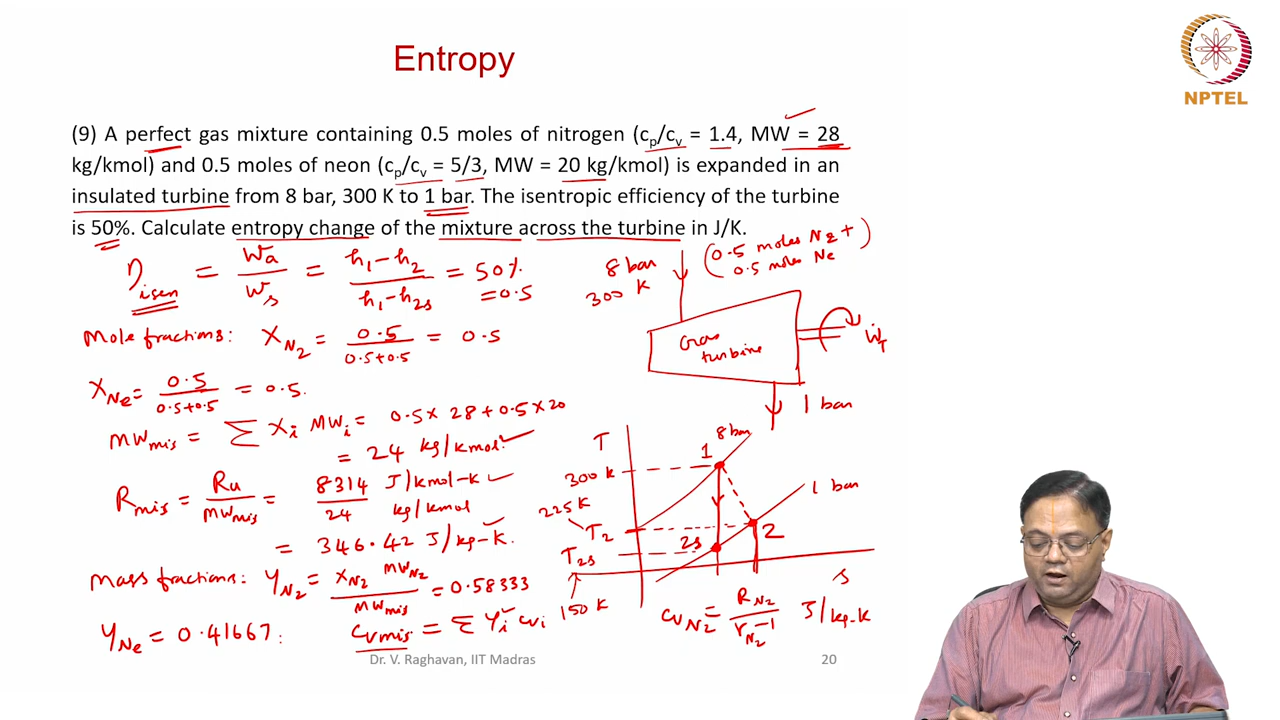 Entropy
NPTEL
(9) A perfect gas mixture containing 0.5 moles of nitrogen (cp/cv = 1.4, MW = 28
kg/kmol) and 0.5 moles of neon (cp/cv = 5/3, MW = 20 kg/kmol) is expanded in an
insulated turbine from 8 bar, 300 K to 1 bar. The isentropic efficiency of the turbine
is 50%. Calculate entropy change of the mixture across the turbine in J/K.
ηisen = Wa/Ws = (h1-h2)/(h1-h2s) = 50%
= 0.5
8 bar
300 K
(0.5 moles N2 +
0.5 moles Ne)
Gas
turbine
ẆT
1 bar
Mole fractions: XN2 = 0.5/(0.5+0.5) = 0.5
XNe = 0.5/(0.5+0.5) = 0.5.
MWmix = Σ Xi MWi = 0.5 × 28 + 0.5 × 20
= 24 kg/kmol.
Rmix = Ru/MWmix = 8314/24 J/kmol-K
kg/kmol
= 346.42 J/kg-K.
Mass fractions: YN2 = XN2 MWN2/MWmix = 0.58333
YNe = 0.41667.
cvmix = Σ Yi cvi
T
8 bar
1
300 K
1 bar
225 K
T2
2
T2s
2s
s
150 K
cvN2 = RN2/(γN2-1) J/kg-K
Dr. V. Raghavan, IIT Madras
20